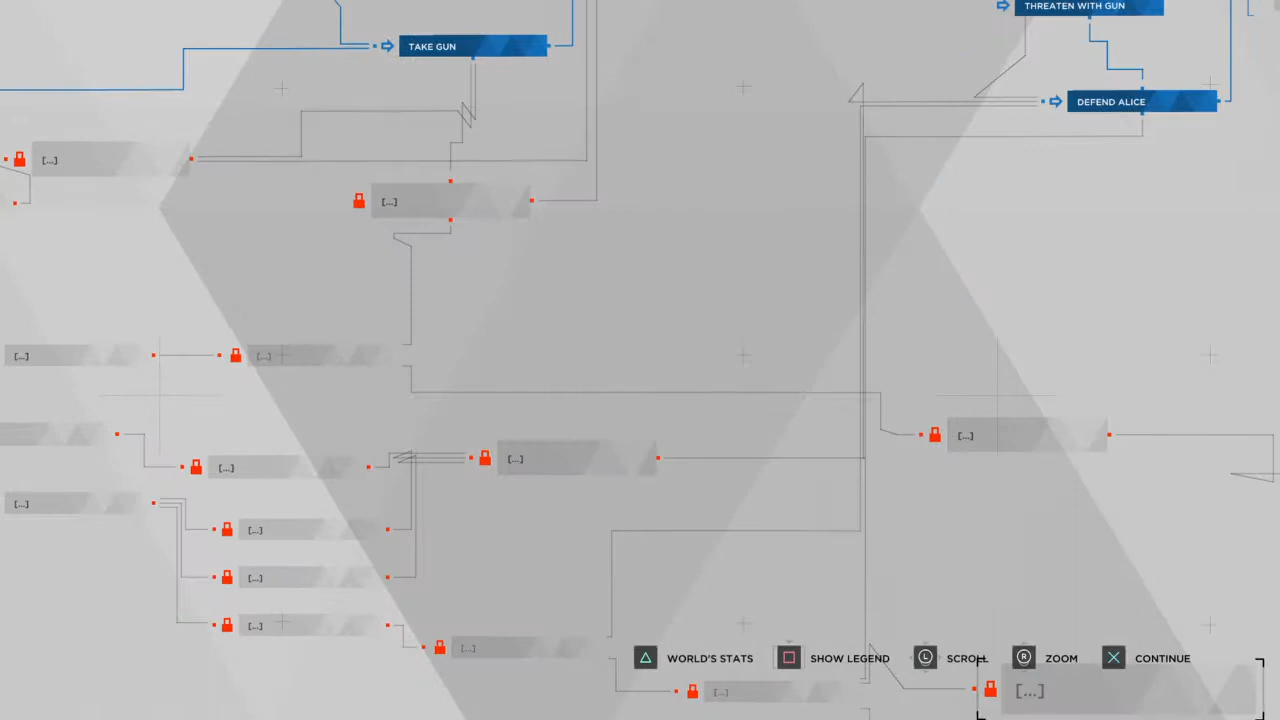 THREATEN WITH GUN
TAKE GUN
DEFEND ALICE
[...]
[...]
[...]
[...]
[...]
[...]
[...]
[...]
[...]
[...]
[...]
[...]
WORLD'S STATS
SHOW LEGEND
L
SCROLL
R
ZOOM
CONTINUE
[...]
[...]